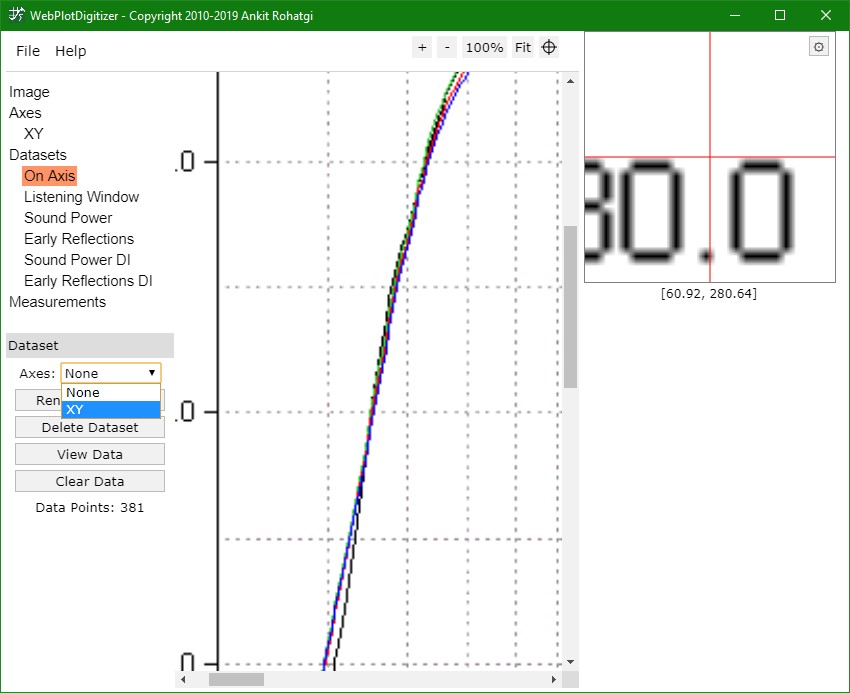 WebPlotDigitizer - Copyright 2010-2019 Ankit Rohatgi
File Help
+ - 100% Fit
Image
Axes
XY
Datasets
On Axis
Listening Window
Sound Power
Early Reflections
Sound Power DI
Early Reflections DI
Measurements
Dataset
Axes: None
None
XY
Ren
Delete Dataset
View Data
Clear Data
Data Points: 381
.0
.0
.0
80.0
[60.92, 280.64]